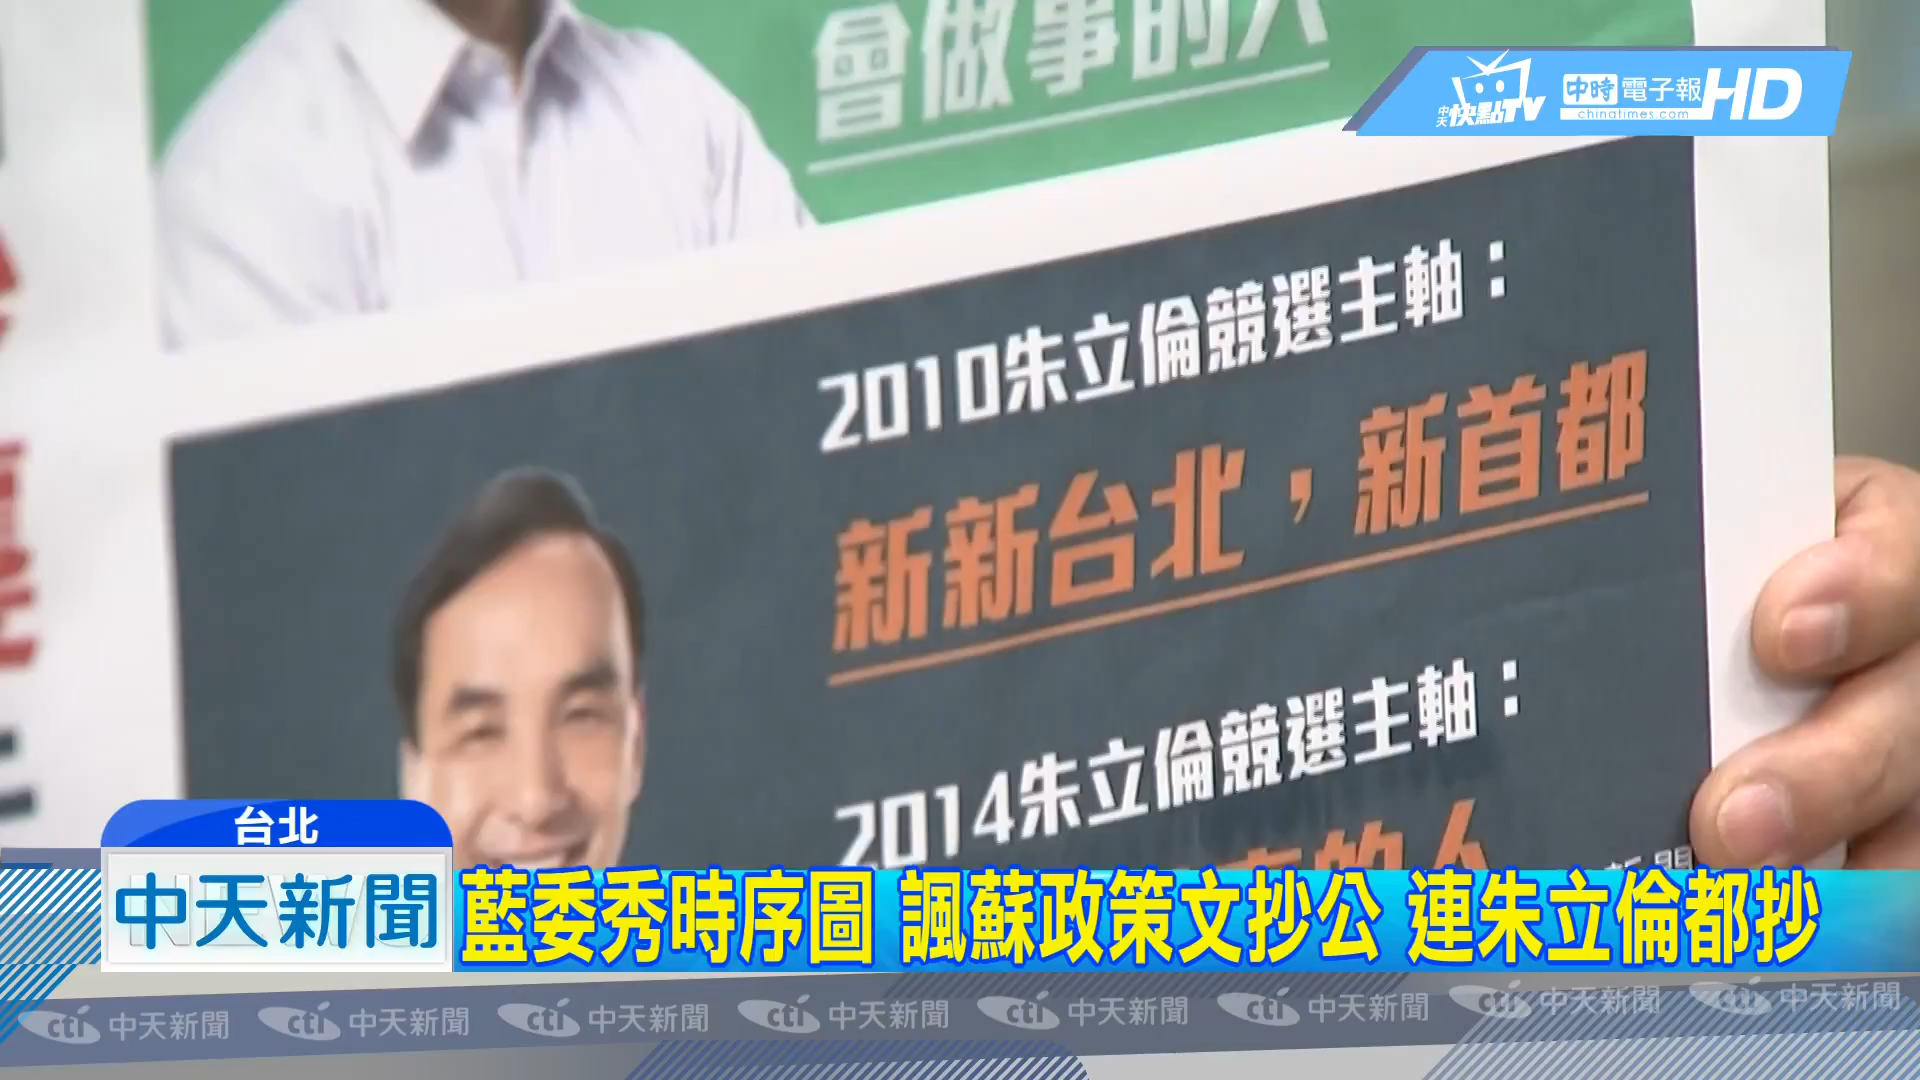 會做事的人
中天快點TV
中時電子報HD
chinatimes.com
2010朱立倫競選主軸：
新新台北，新首都
2014朱立倫競選主軸：
的人
台北
中天新聞
藍委秀時序圖 諷蘇政策文抄公 連朱立倫都抄
cti 中天新聞 cti 中天新聞 cti 中天新聞 cti 中天新聞 cti 中天新聞 cti 中天新聞 cti 中天新聞 cti 中天新聞